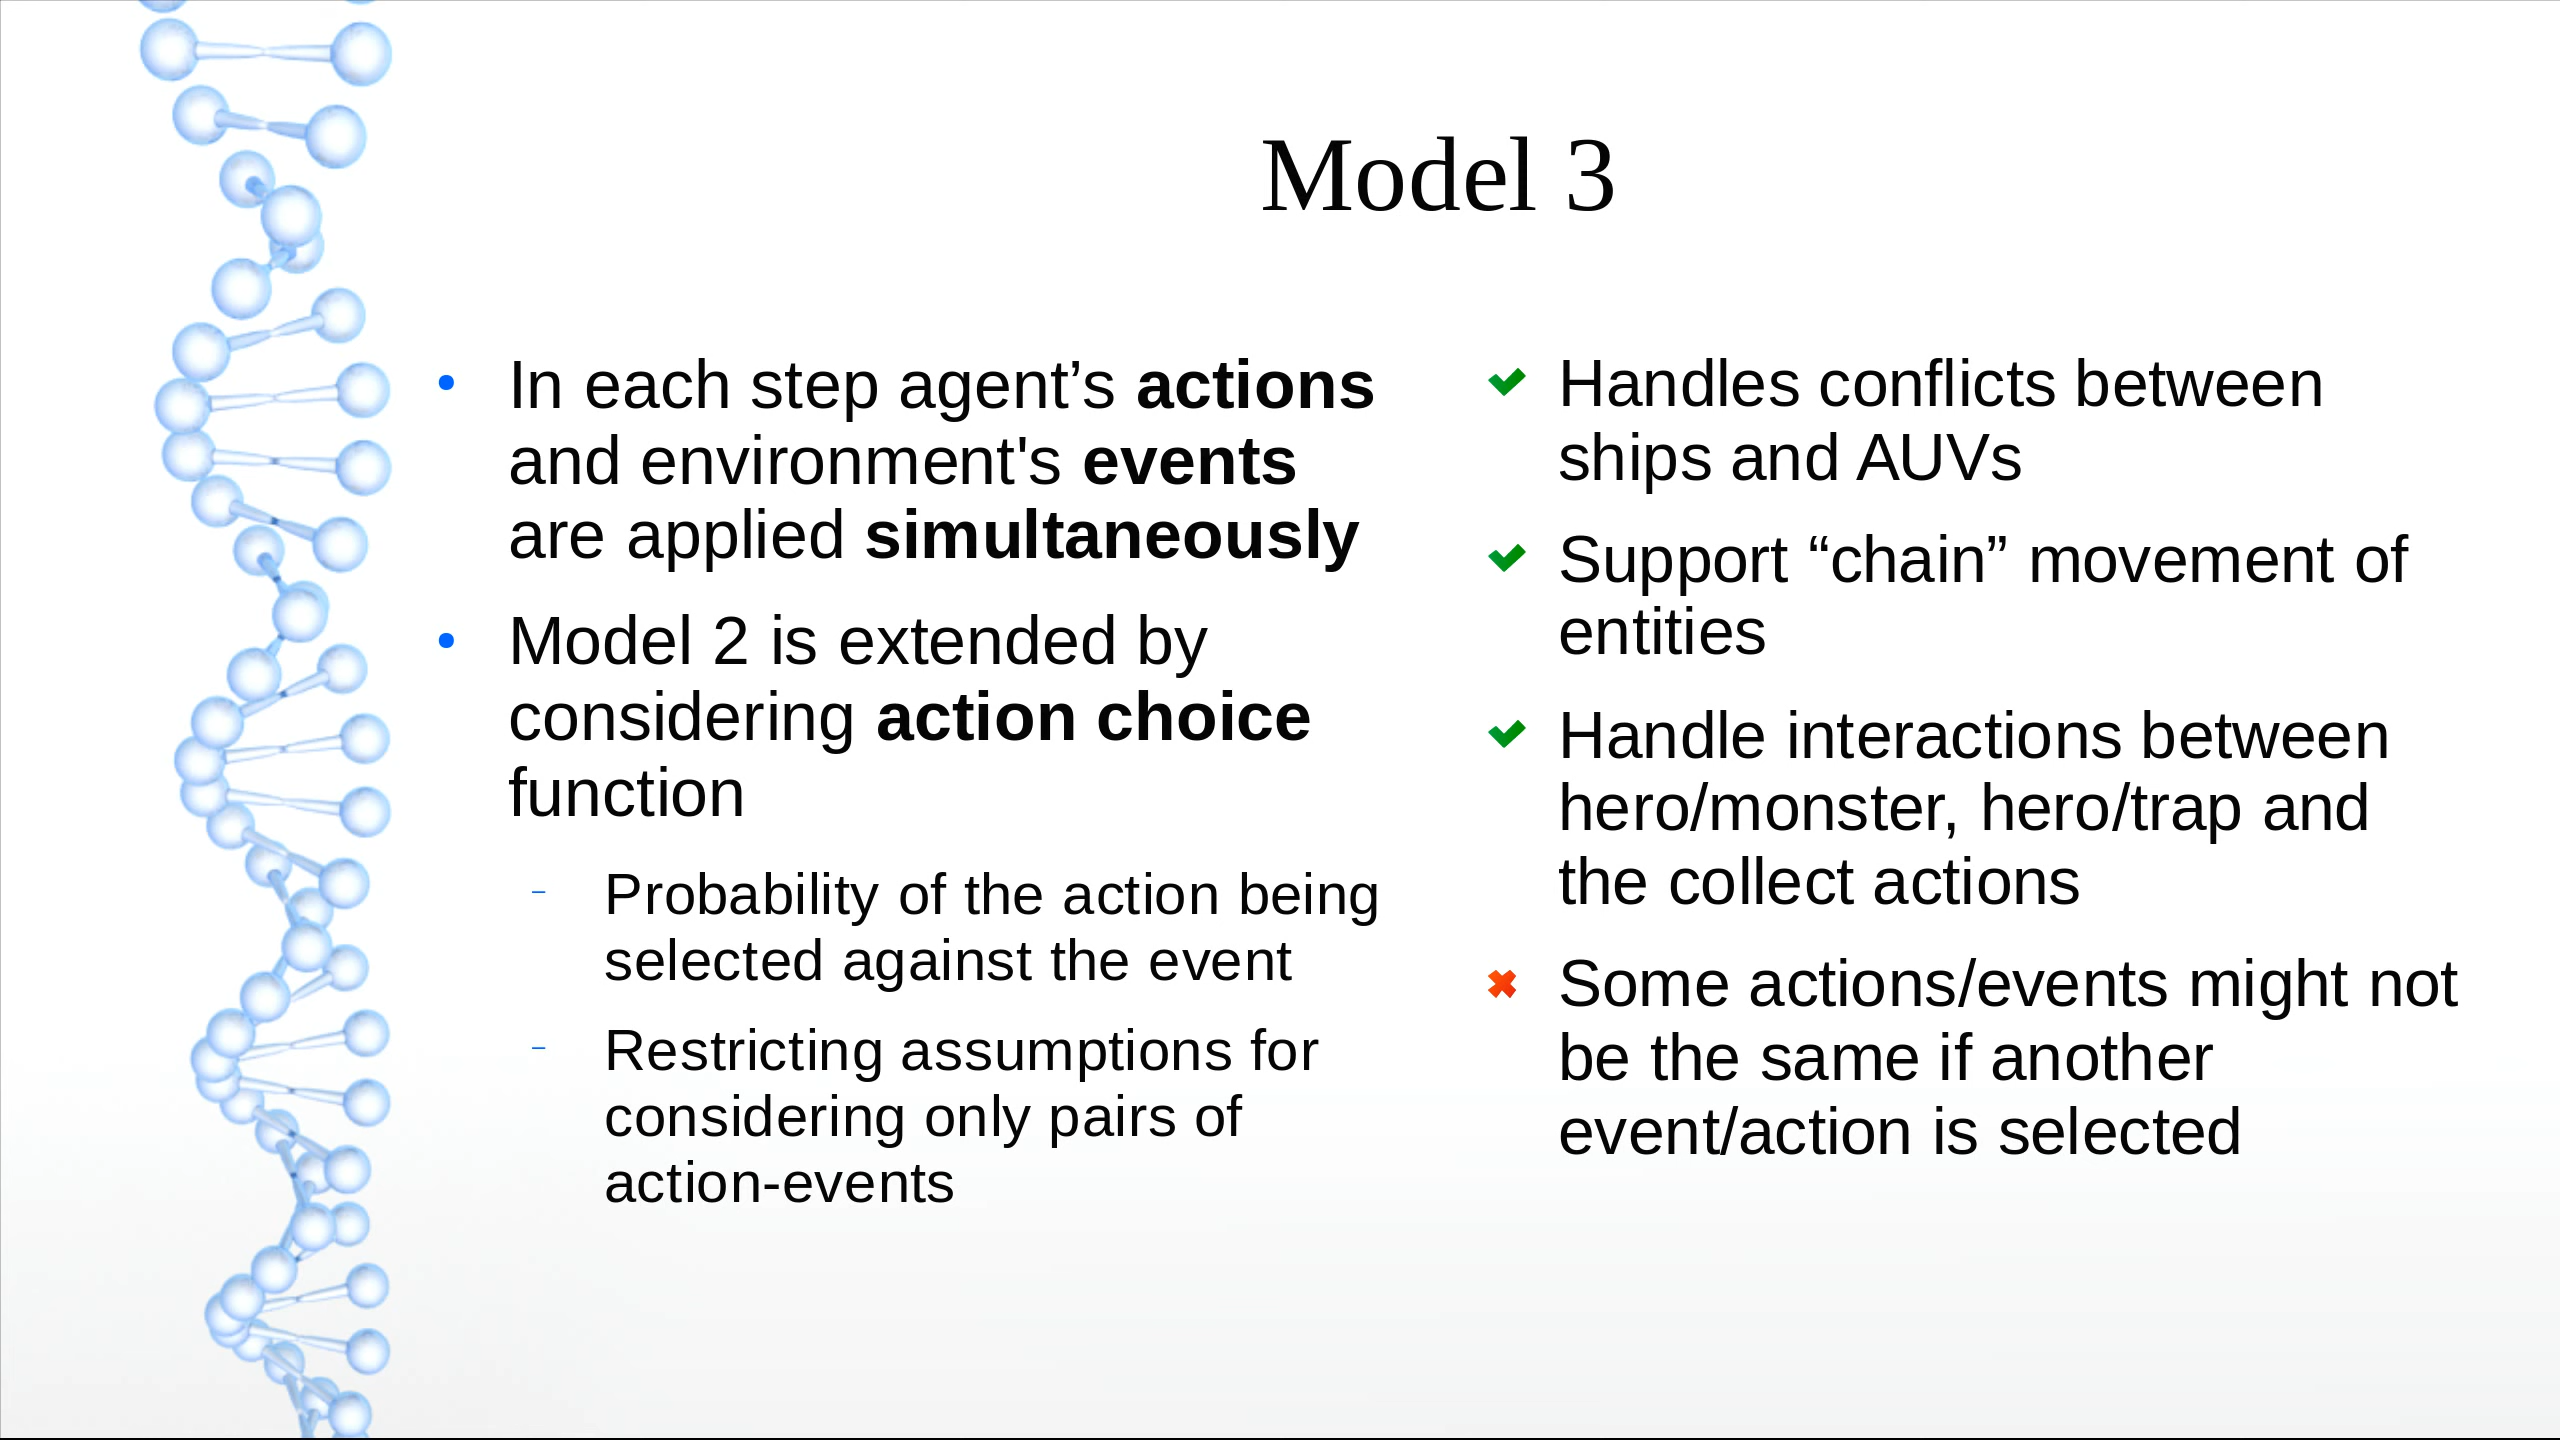 Model 3
• In each step agent’s actions
and environment's events
are applied simultaneously
• Model 2 is extended by
considering action choice
function
– Probability of the action being
selected against the event
– Restricting assumptions for
considering only pairs of
action-events
✔ Handles conflicts between
ships and AUVs
✔ Support “chain” movement of
entities
✔ Handle interactions between
hero/monster, hero/trap and
the collect actions
✖ Some actions/events might not
be the same if another
event/action is selected